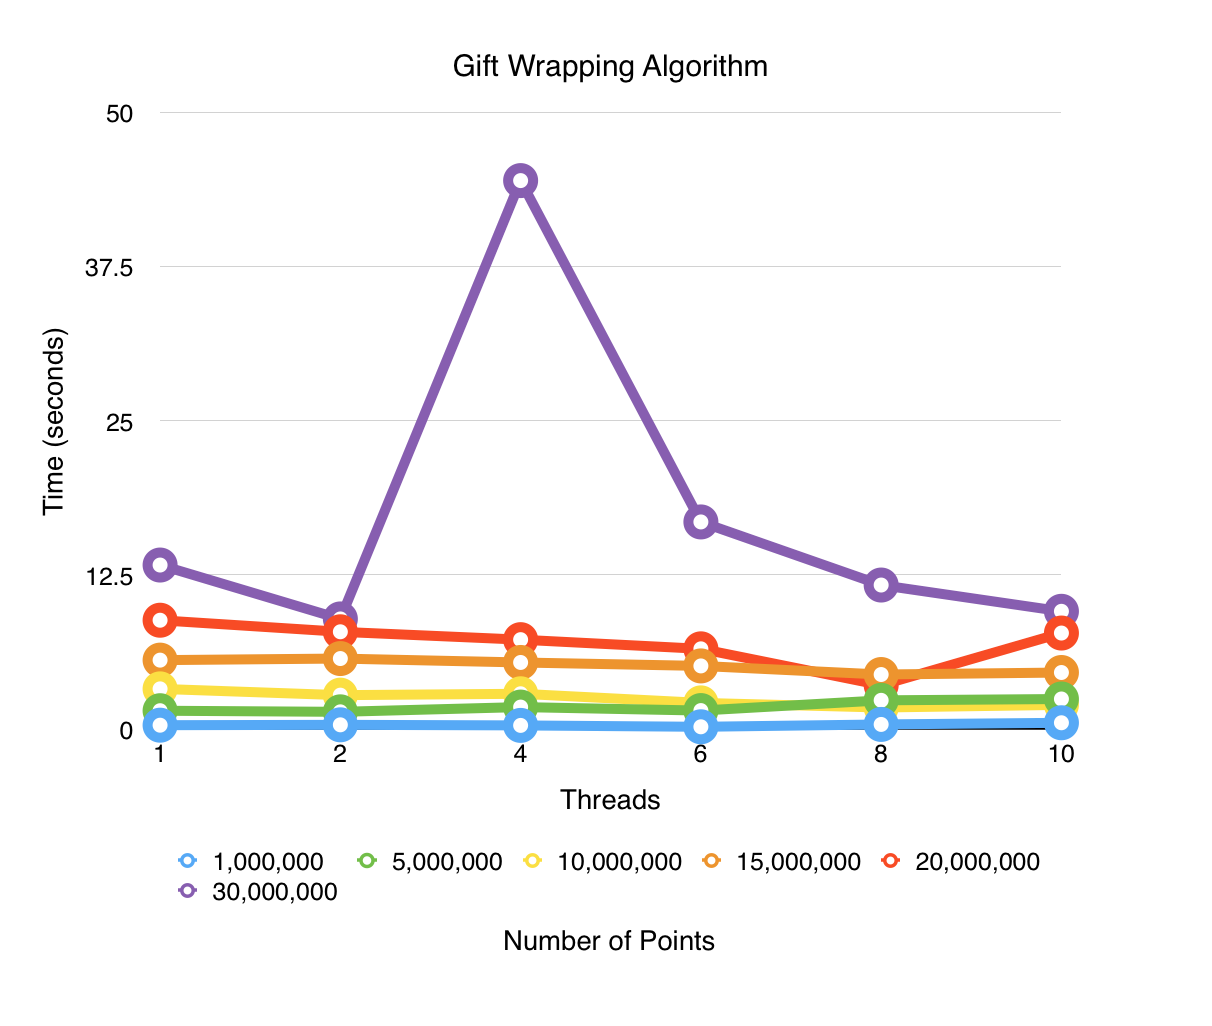 Gift Wrapping Algorithm
50
37.5
25
12.5
0
Time (seconds)
1 2 4 6 8 10
Threads
1,000,000 5,000,000 10,000,000 15,000,000 20,000,000
30,000,000
Number of Points